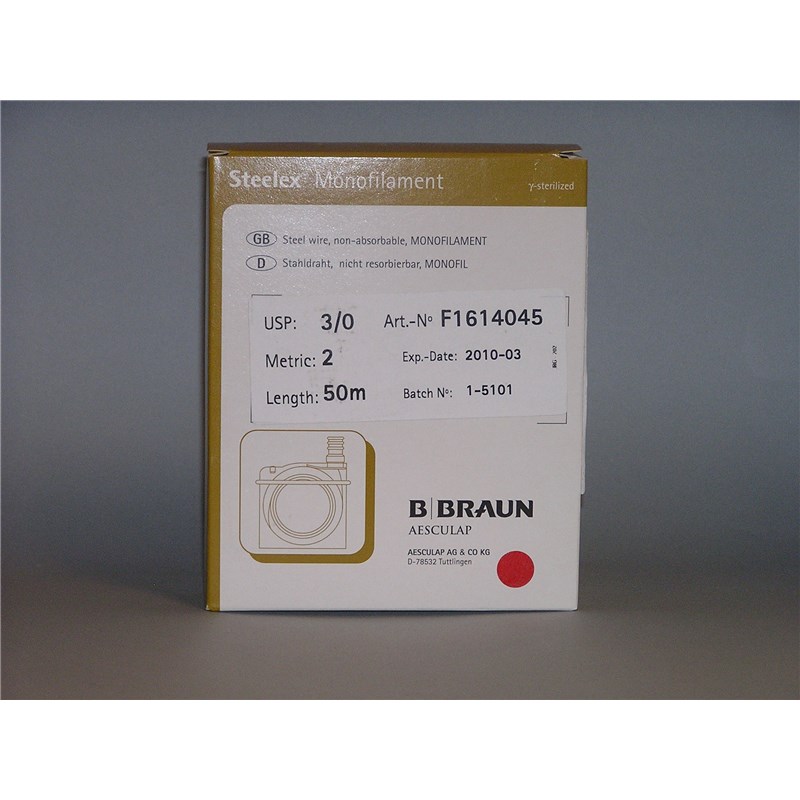 Steelex® Monofilament
γ-sterilized
GB Steel wire, non-absorbable, MONOFILAMENT
D Stahldraht, nicht resorbierbar, MONOFIL
USP: 3/0 Art.-Nº F1614045
Metric: 2 Exp.-Date: 2010-03
Length: 50m Batch Nº: 1-5101
B|BRAUN
AESCULAP
AESCULAP AG & CO KG
D-78532 Tuttlingen